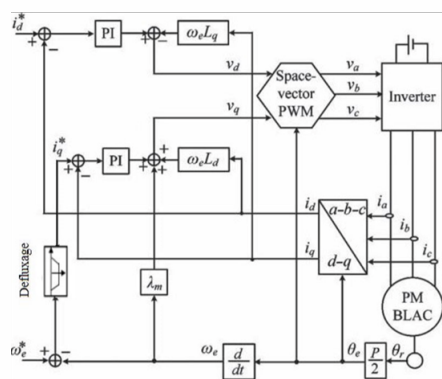 i_d^* + − PI + − ω_e L_q
v_d v_a
Space-vector PWM
v_b
v_q v_c
Inverter
i_q^* + − PI + + + ω_e L_d
i_d a-b-c i_a
i_b
i_q d-q i_c
Defluxage
λ_m
PM
BLAC
ω_e^* + − ω_e d/dt θ_e P/2 θ_r